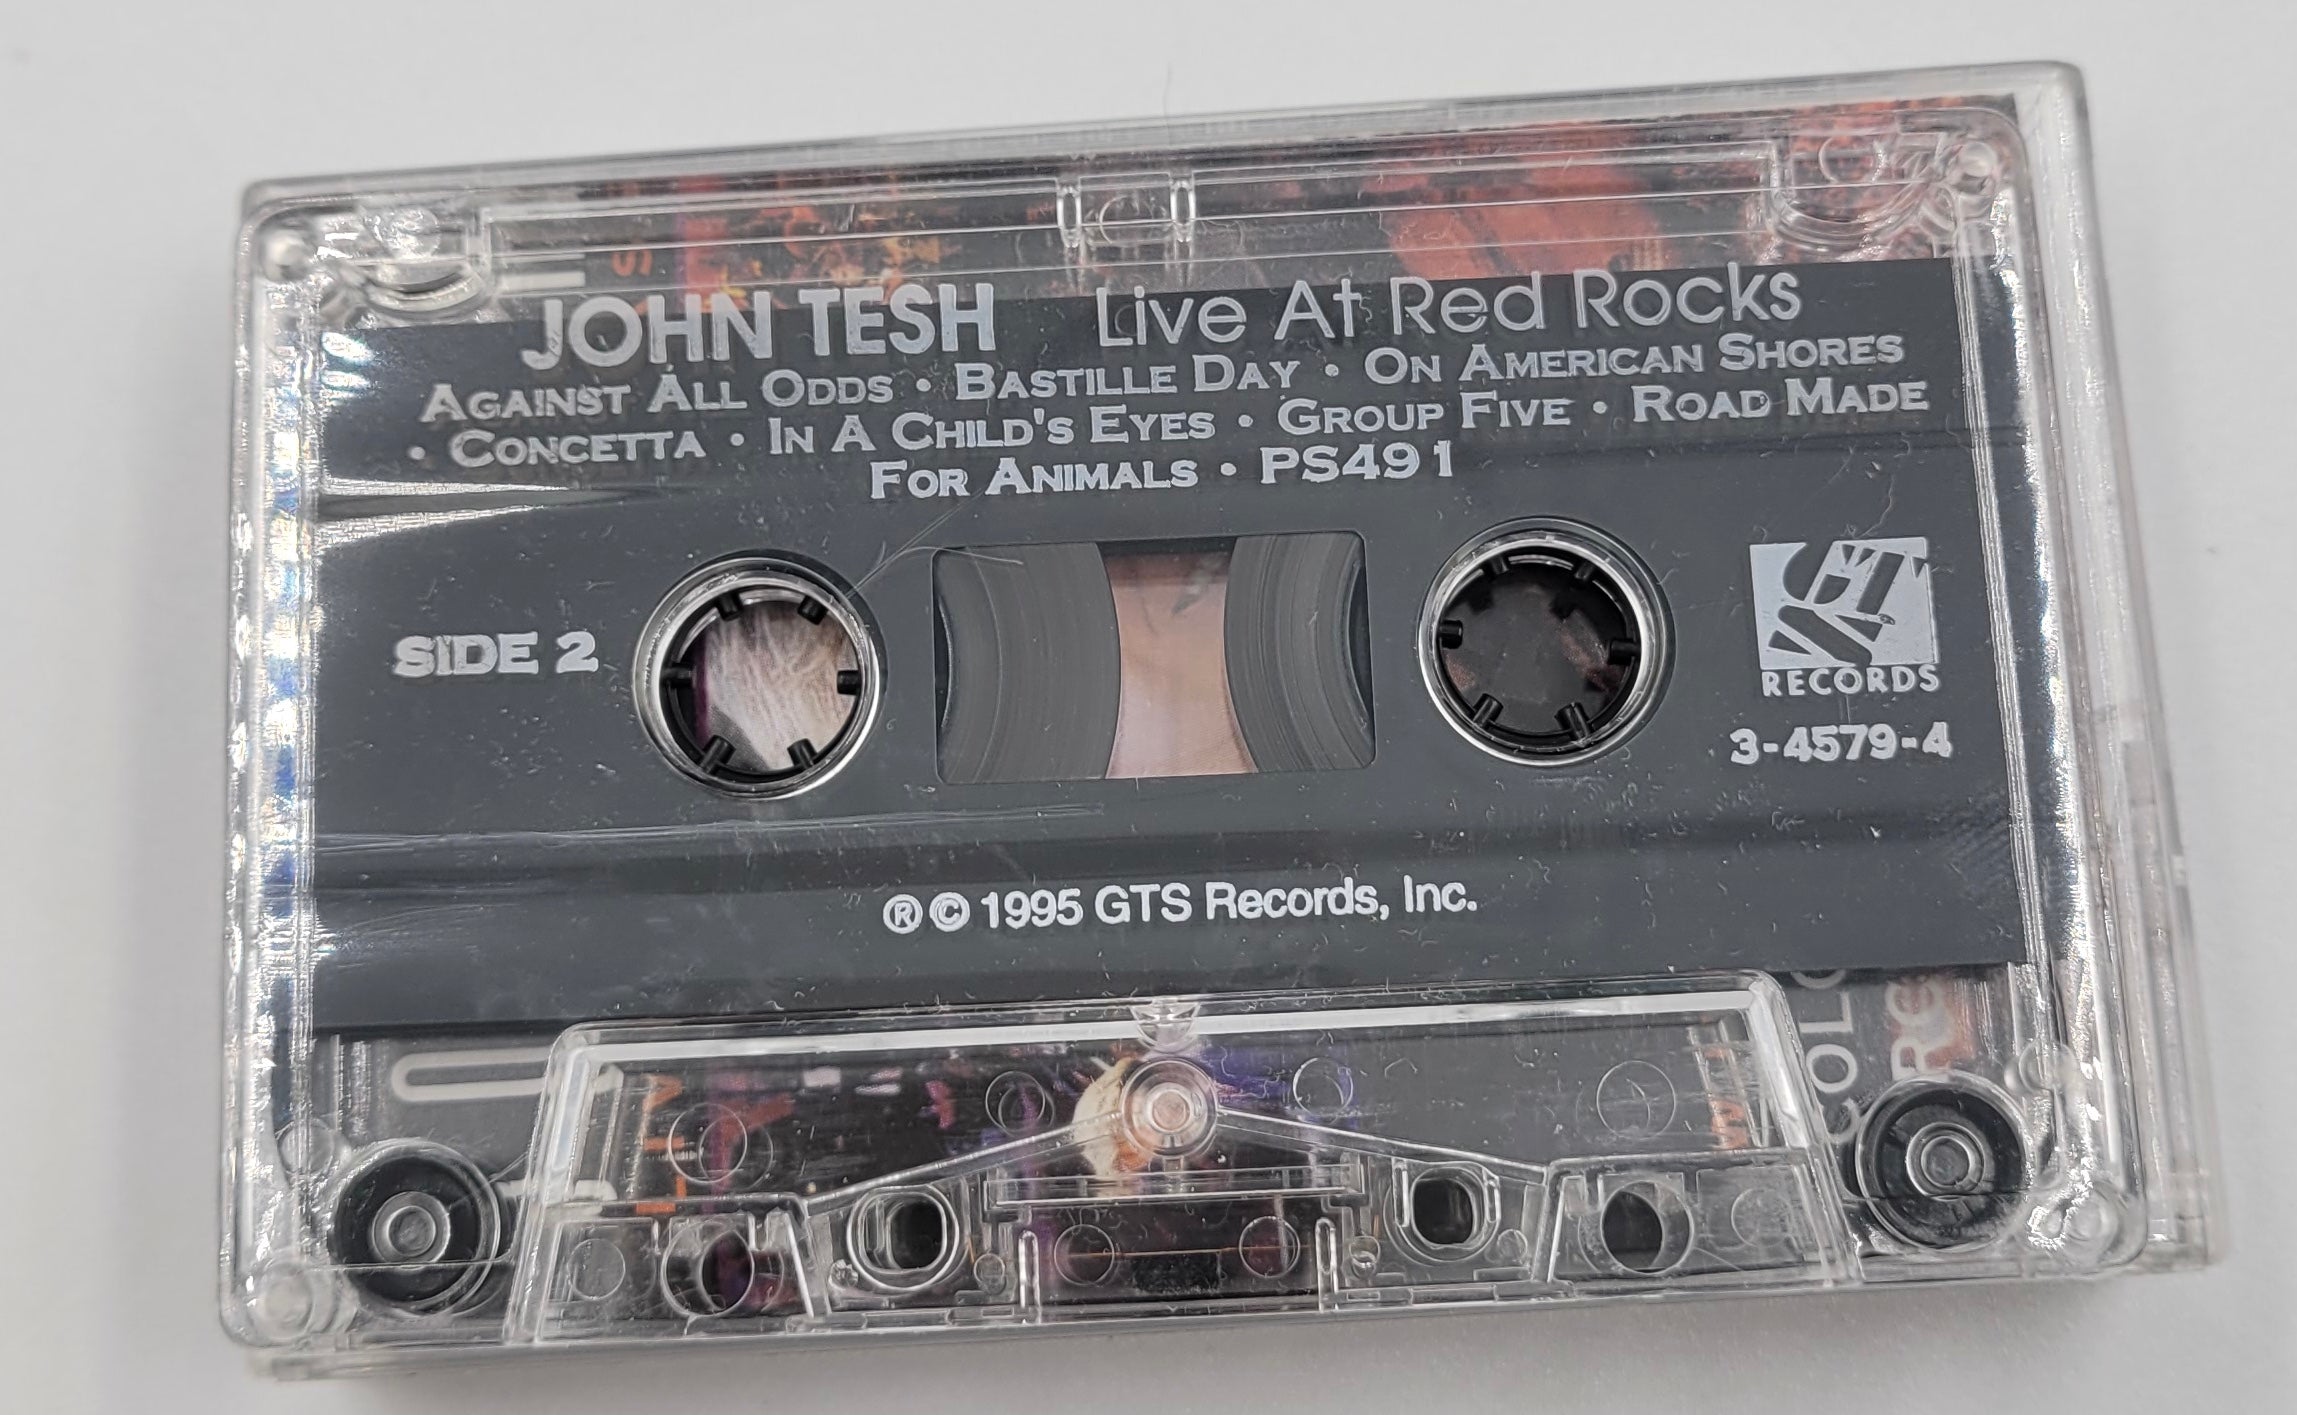 JOHN TESH Live At Red Rocks
AGAINST ALL ODDS • BASTILLE DAY • ON AMERICAN SHORES
• CONCETTA • IN A CHILD'S EYES • GROUP FIVE • ROAD MADE
FOR ANIMALS • PS491
SIDE 2
GTS
RECORDS
3-4579-4
®© 1995 GTS Records, Inc.